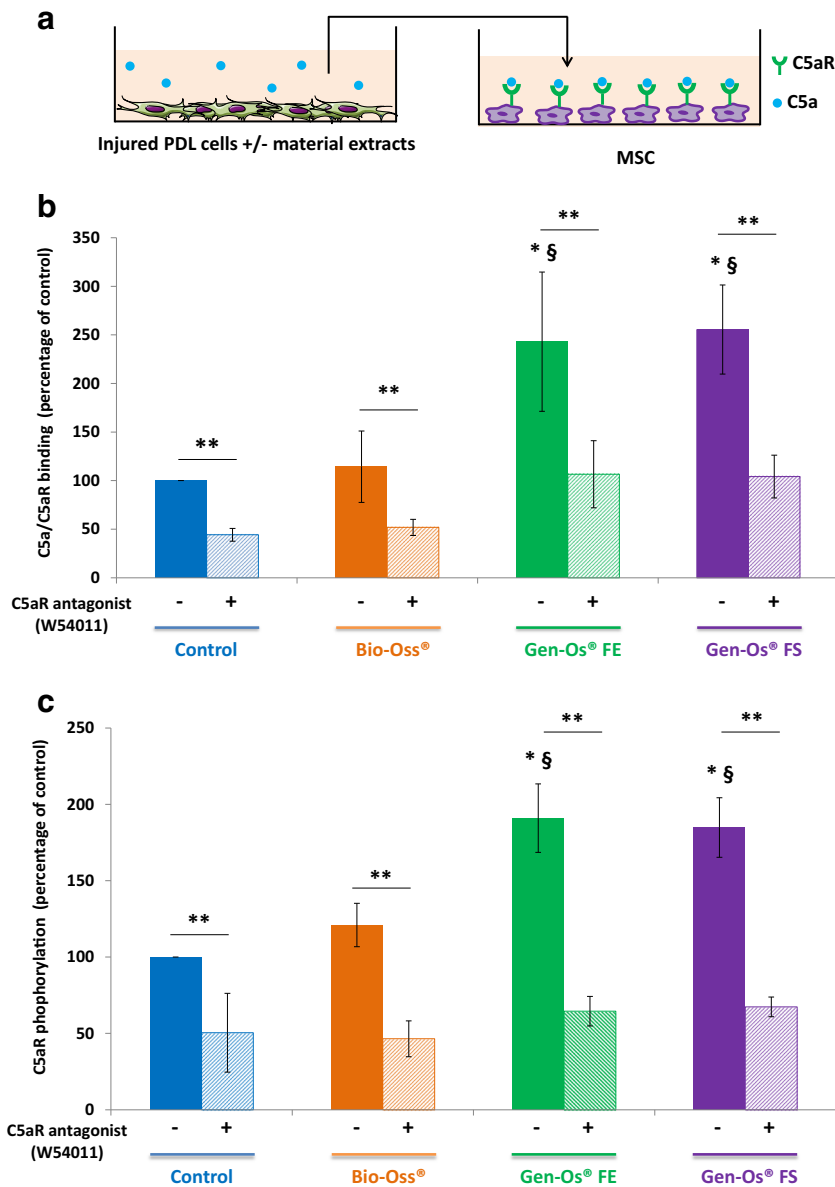 a
C5aR
C5a
Injured PDL cells +/- material extracts
MSC
b
C5a/C5aR binding (percentage of control)
350
300
250
200
150
100
50
0
**
**
* §
**
* §
**
C5aR antagonist
(W54011)
- + - + - + - +
Control Bio-Oss® Gen-Os® FE Gen-Os® FS
c
C5aR phophorylation (percentage of control)
250
200
150
100
50
0
**
**
* §
**
* §
**
C5aR antagonist
(W54011)
- + - + - + - +
Control Bio-Oss® Gen-Os® FE Gen-Os® FS